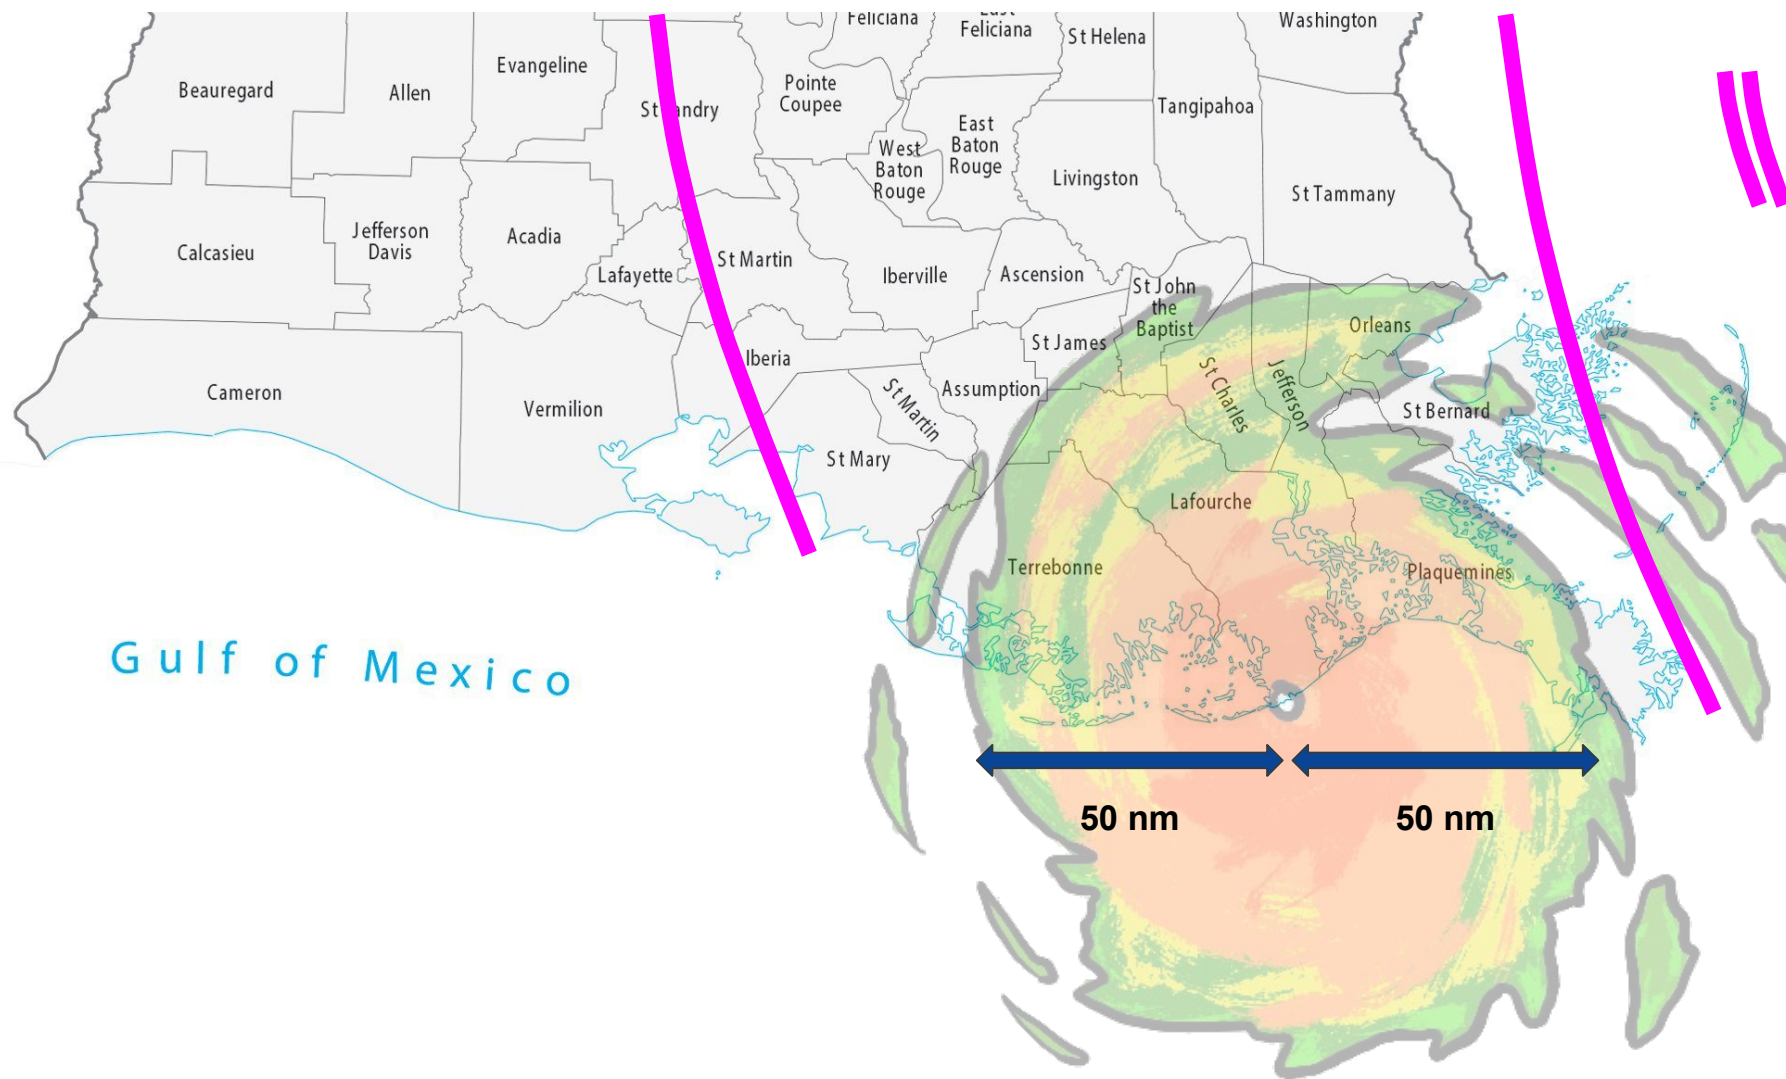 Feliciana
East
Feliciana
St Helena
Washington
Evangeline
Beauregard
Allen
Pointe
Coupee
St Landry
Tangipahoa
East
Baton
Rouge
West
Baton
Rouge
Livingston
St Tammany
Jefferson
Davis
Acadia
Calcasieu
Lafayette
St Martin
Iberville
Ascension
St John
the
Baptist
Orleans
St James
Iberia
Cameron
Vermilion
St Martin
Assumption
St Charles
Jefferson
St Bernard
St Mary
Lafourche
Terrebonne
Plaquemines
Gulf of Mexico
50 nm
50 nm